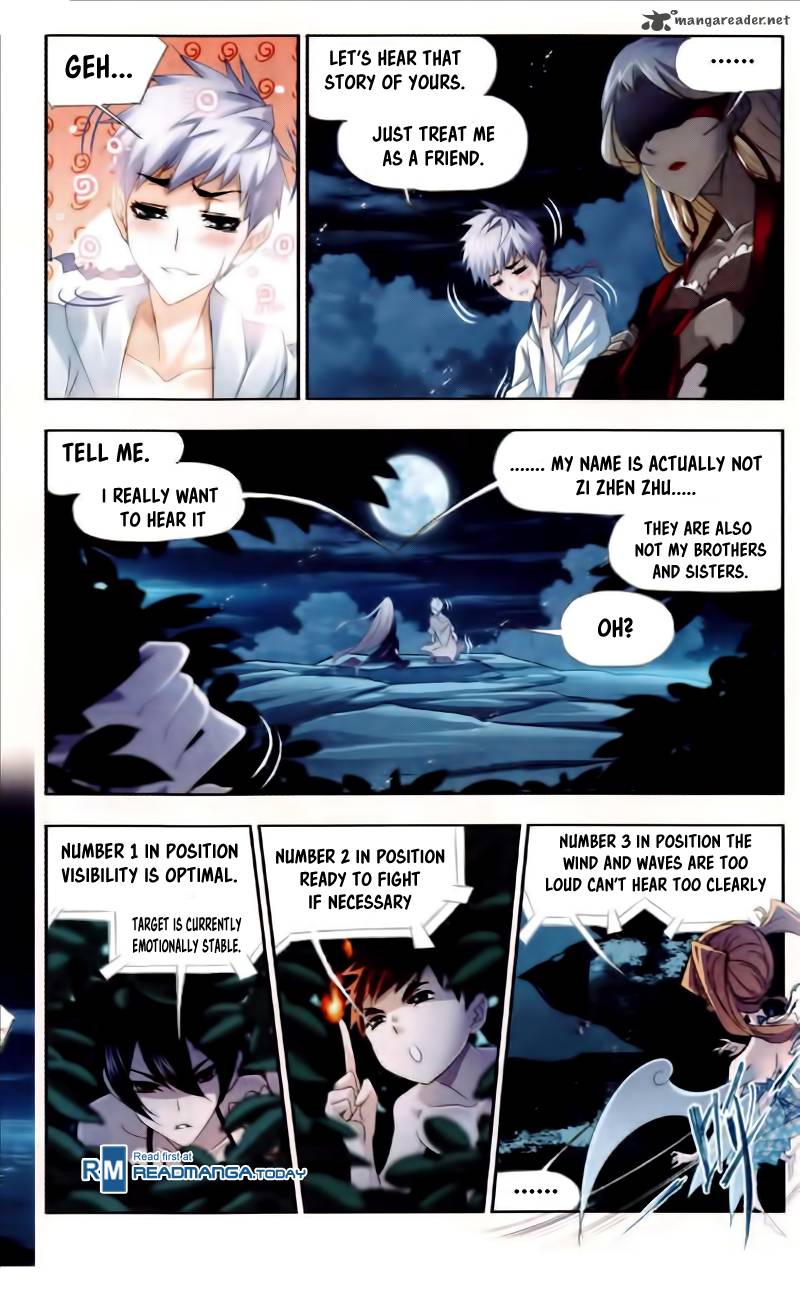 mangareader.net
GEH...
LET'S HEAR THAT
STORY OF YOURS.
JUST TREAT ME
AS A FRIEND.
......
TELL ME.
I REALLY WANT
TO HEAR IT
....... MY NAME IS ACTUALLY NOT
ZI ZHEN ZHU.....
THEY ARE ALSO
NOT MY BROTHERS
AND SISTERS.
OH?
NUMBER 1 IN POSITION
VISIBILITY IS OPTIMAL.
TARGET IS CURRENTLY
EMOTIONALLY STABLE.
NUMBER 2 IN POSITION
READY TO FIGHT
IF NECESSARY
NUMBER 3 IN POSITION THE
WIND AND WAVES ARE TOO
LOUD CAN'T HEAR TOO CLEARLY
......
RM
Read first at
READMANGA.TODAY